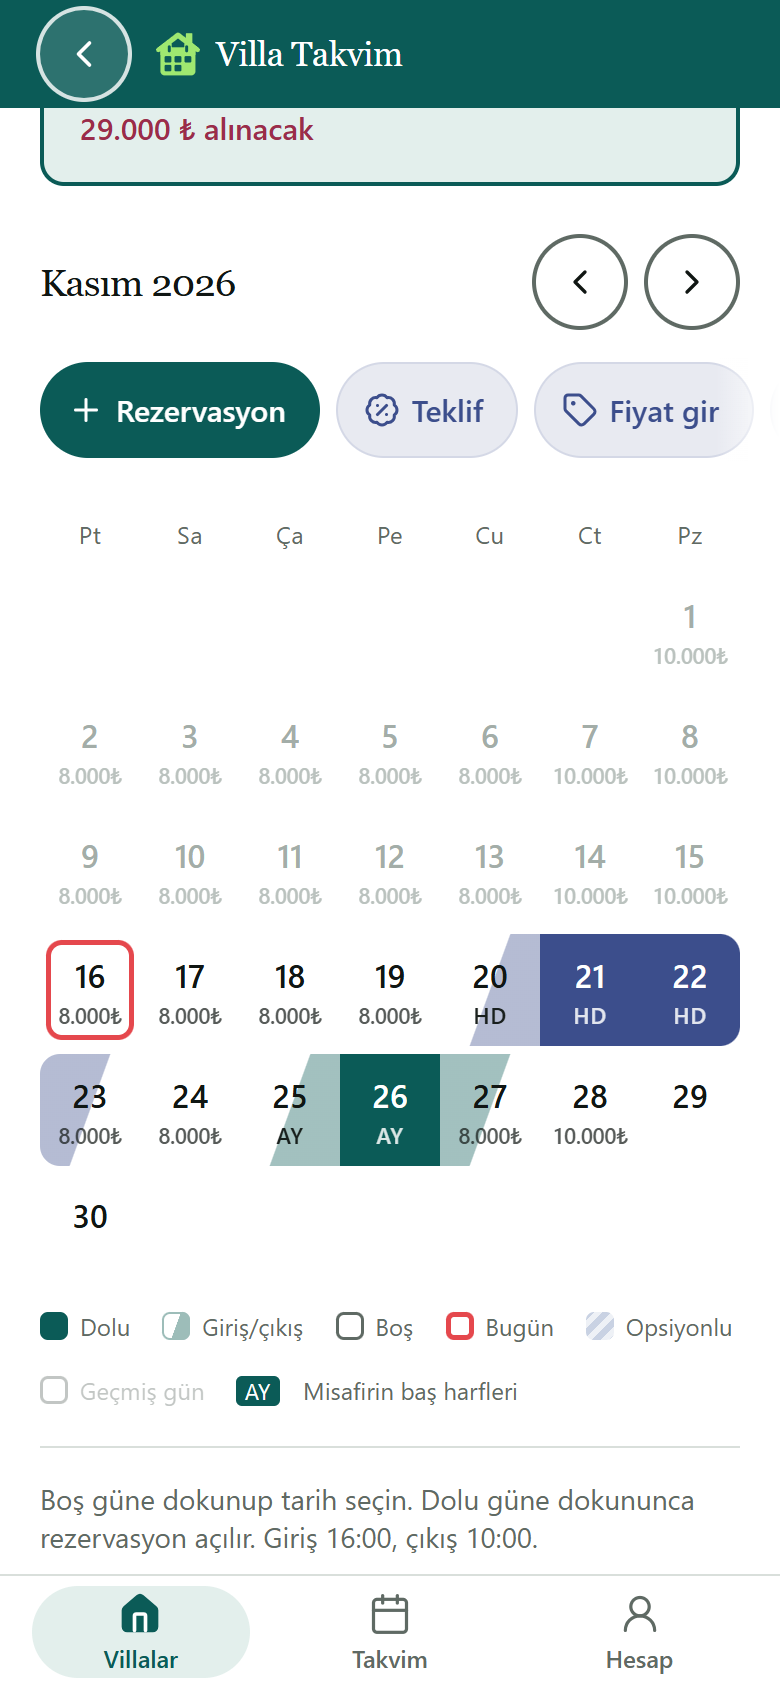 Villa Takvim
29.000 ₺ alınacak
Kasım 2026
+ Rezervasyon
Teklif
Fiyat gir
Pt Sa Ça Pe Cu Ct Pz
1
10.000₺
2 3 4 5 6 7 8
8.000₺ 8.000₺ 8.000₺ 8.000₺ 8.000₺ 10.000₺ 10.000₺
9 10 11 12 13 14 15
8.000₺ 8.000₺ 8.000₺ 8.000₺ 8.000₺ 10.000₺ 10.000₺
16 17 18 19 20 21 22
8.000₺ 8.000₺ 8.000₺ 8.000₺ HD HD HD
23 24 25 26 27 28 29
8.000₺ 8.000₺ AY AY 8.000₺ 10.000₺
30
Dolu Giriş/çıkış Boş Bugün Opsiyonlu
Geçmiş gün AY Misafirin baş harfleri
Boş güne dokunup tarih seçin. Dolu güne dokununca
rezervasyon açılır. Giriş 16:00, çıkış 10:00.
Villalar Takvim Hesap